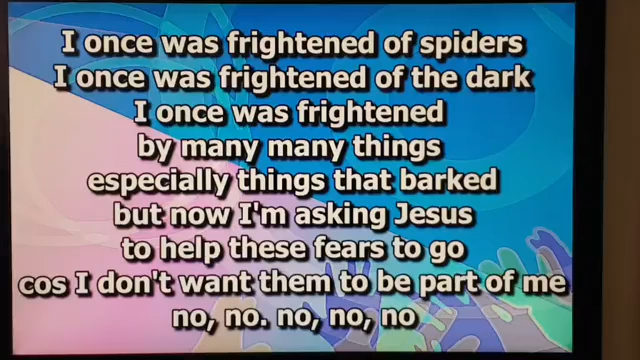 I once was frightened of spiders
I once was frightened of the dark
I once was frightened
by many many things
especially things that barked
but now I'm asking Jesus
to help these fears to go
cos I don't want them to be part of me
no, no. no, no, no